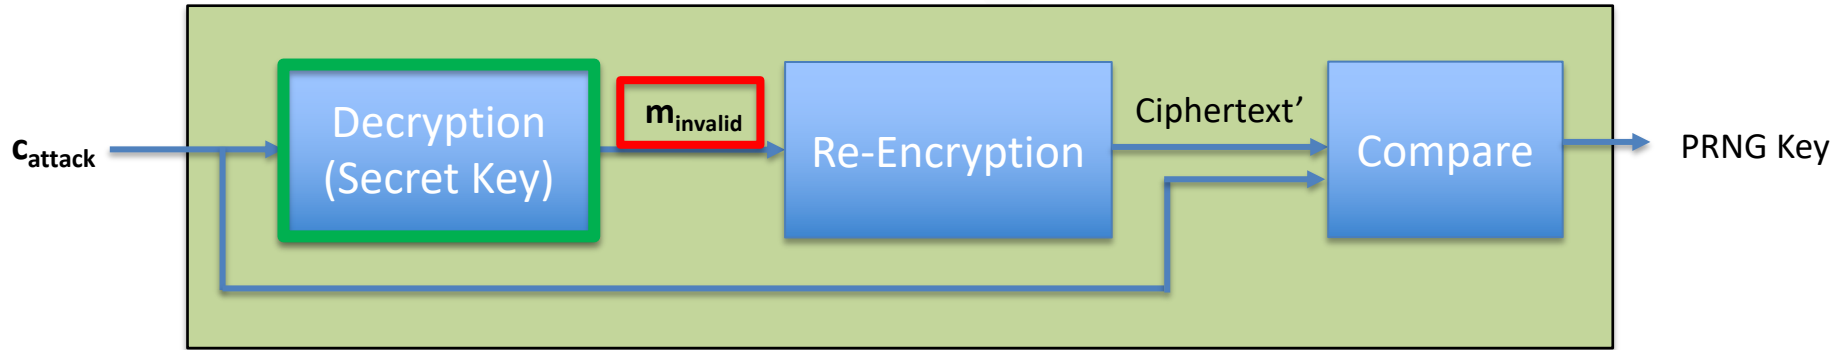 c_attack
Decryption
(Secret Key)
m_invalid
Re-Encryption
Ciphertext’
Compare
PRNG Key